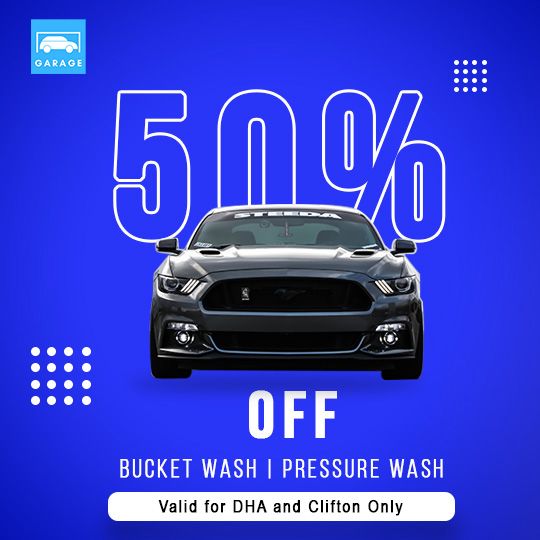 GARAGE
50%
STEEDA
OFF
BUCKET WASH | PRESSURE WASH
Valid for DHA and Clifton Only